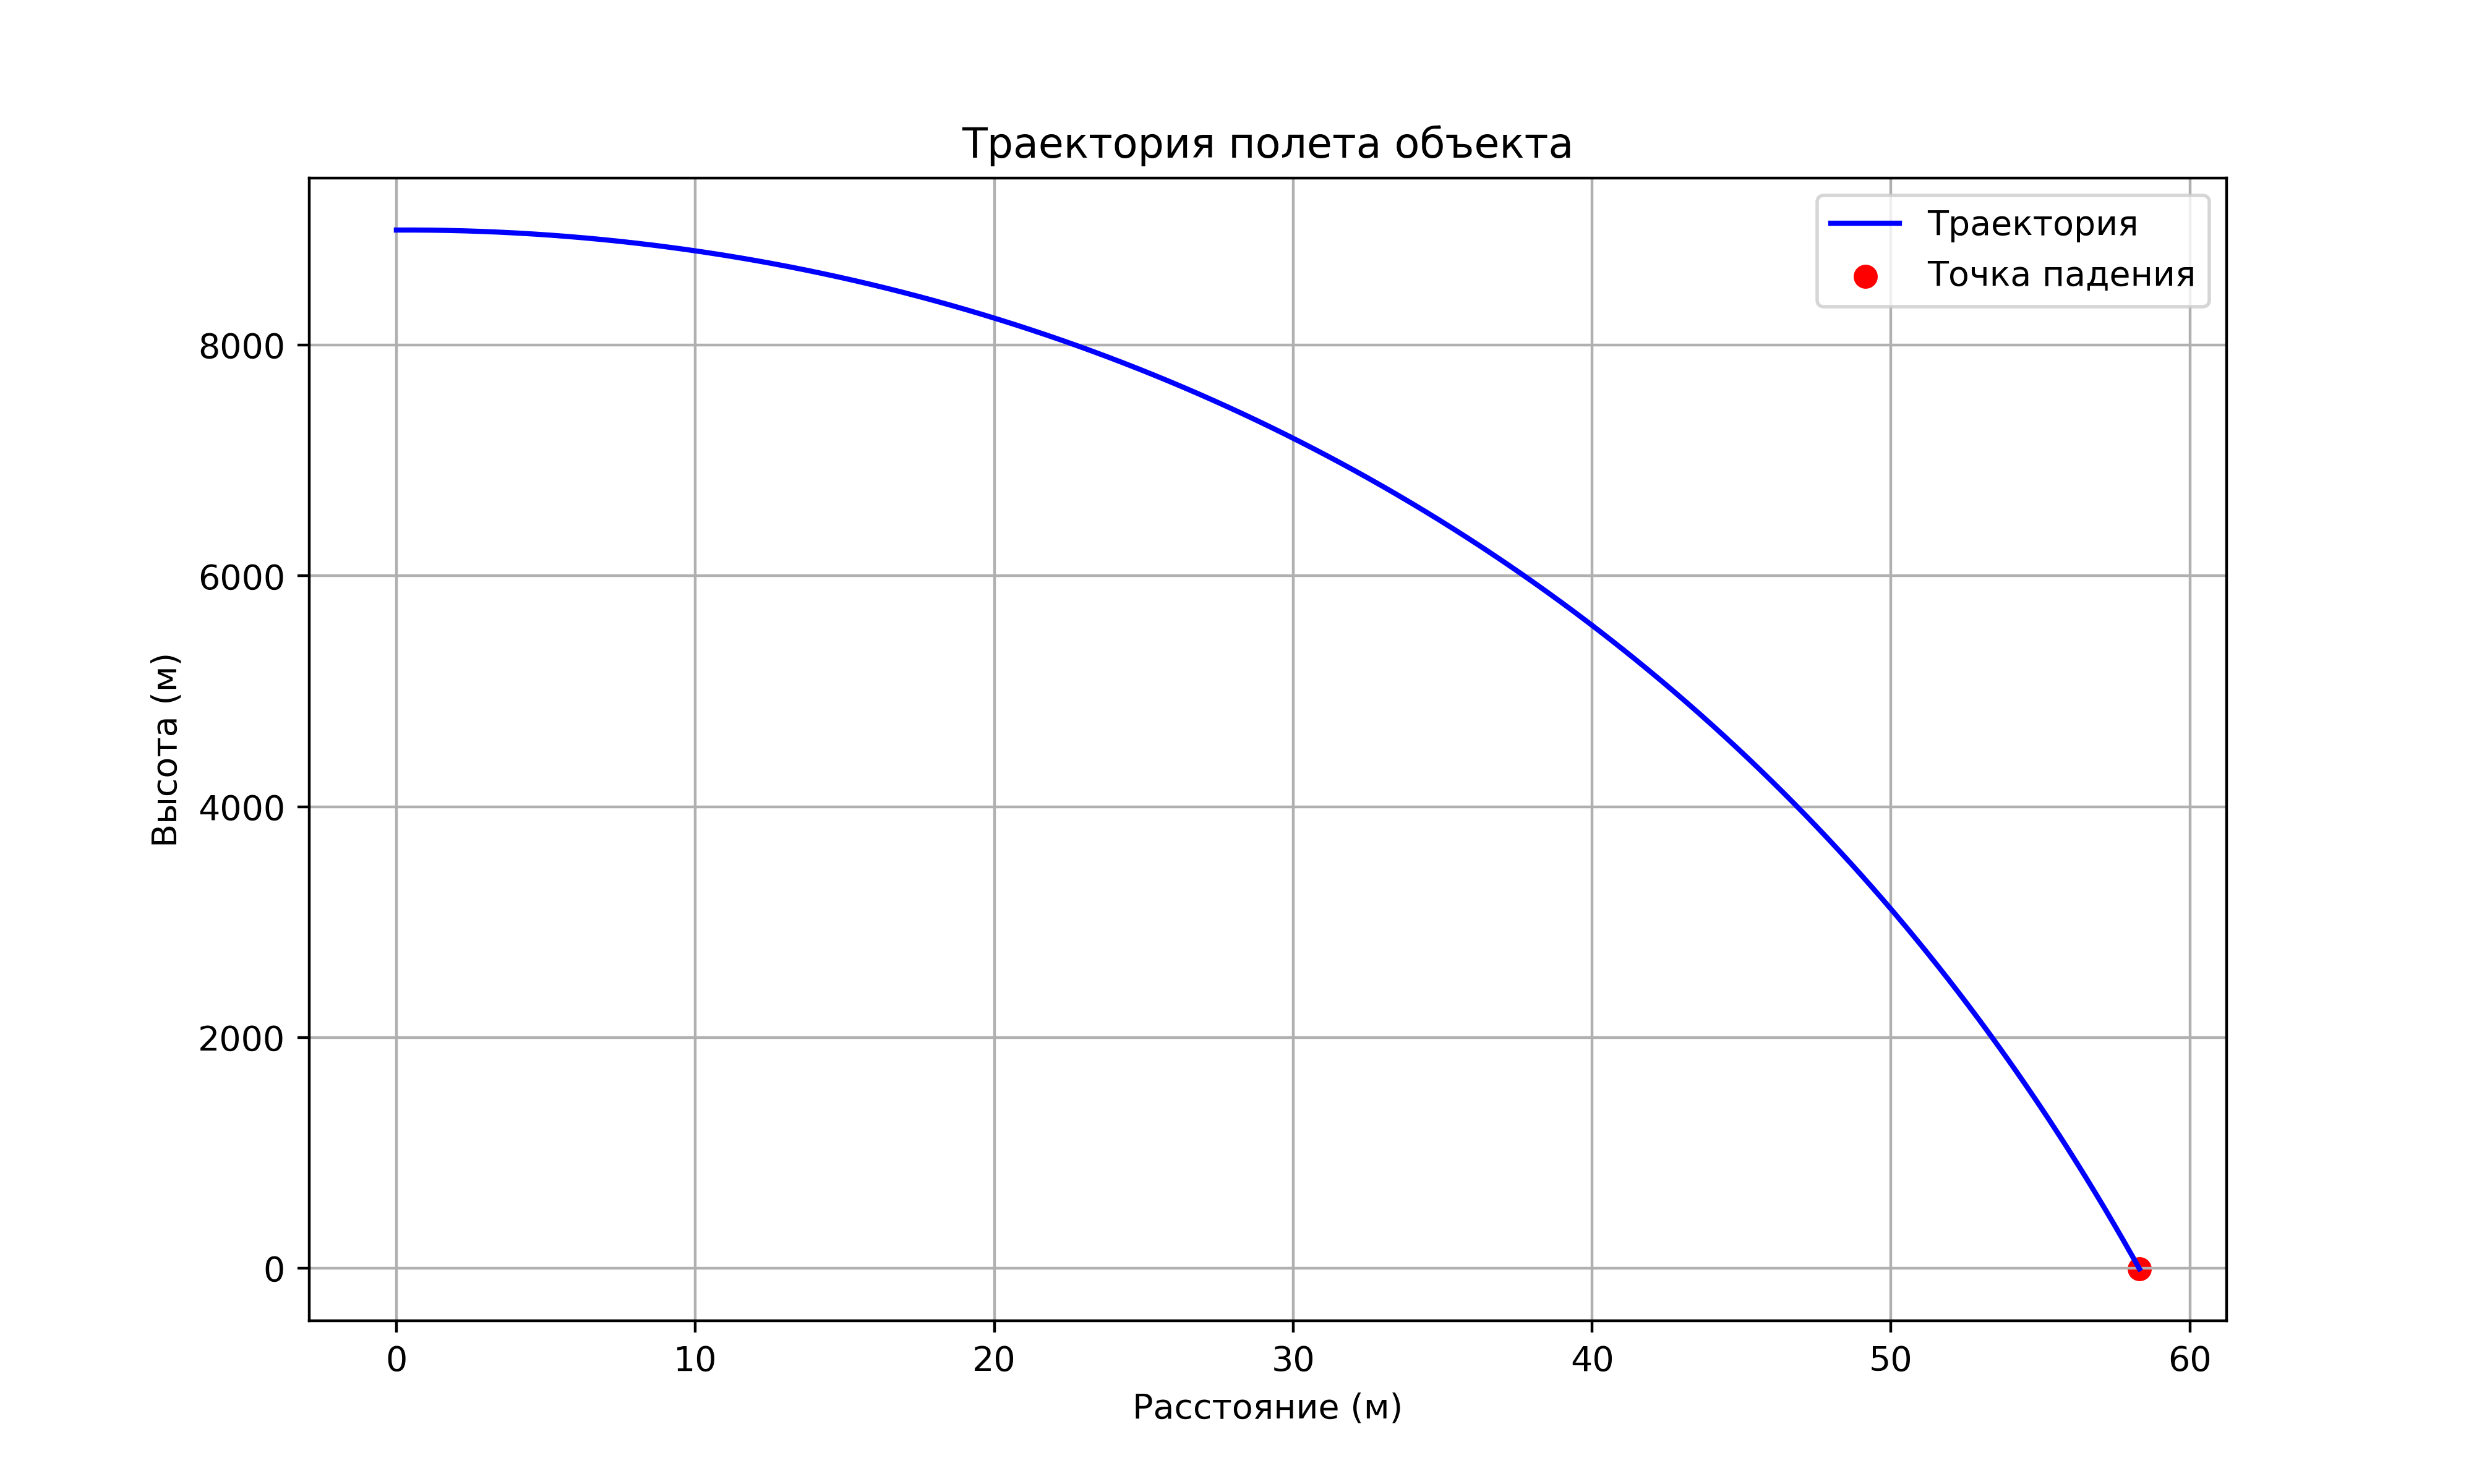 Траектория полета объекта
Траектория
Точка падения
Высота (м)
8000
6000
4000
2000
0
0 10 20 30 40 50 60
Расстояние (м)